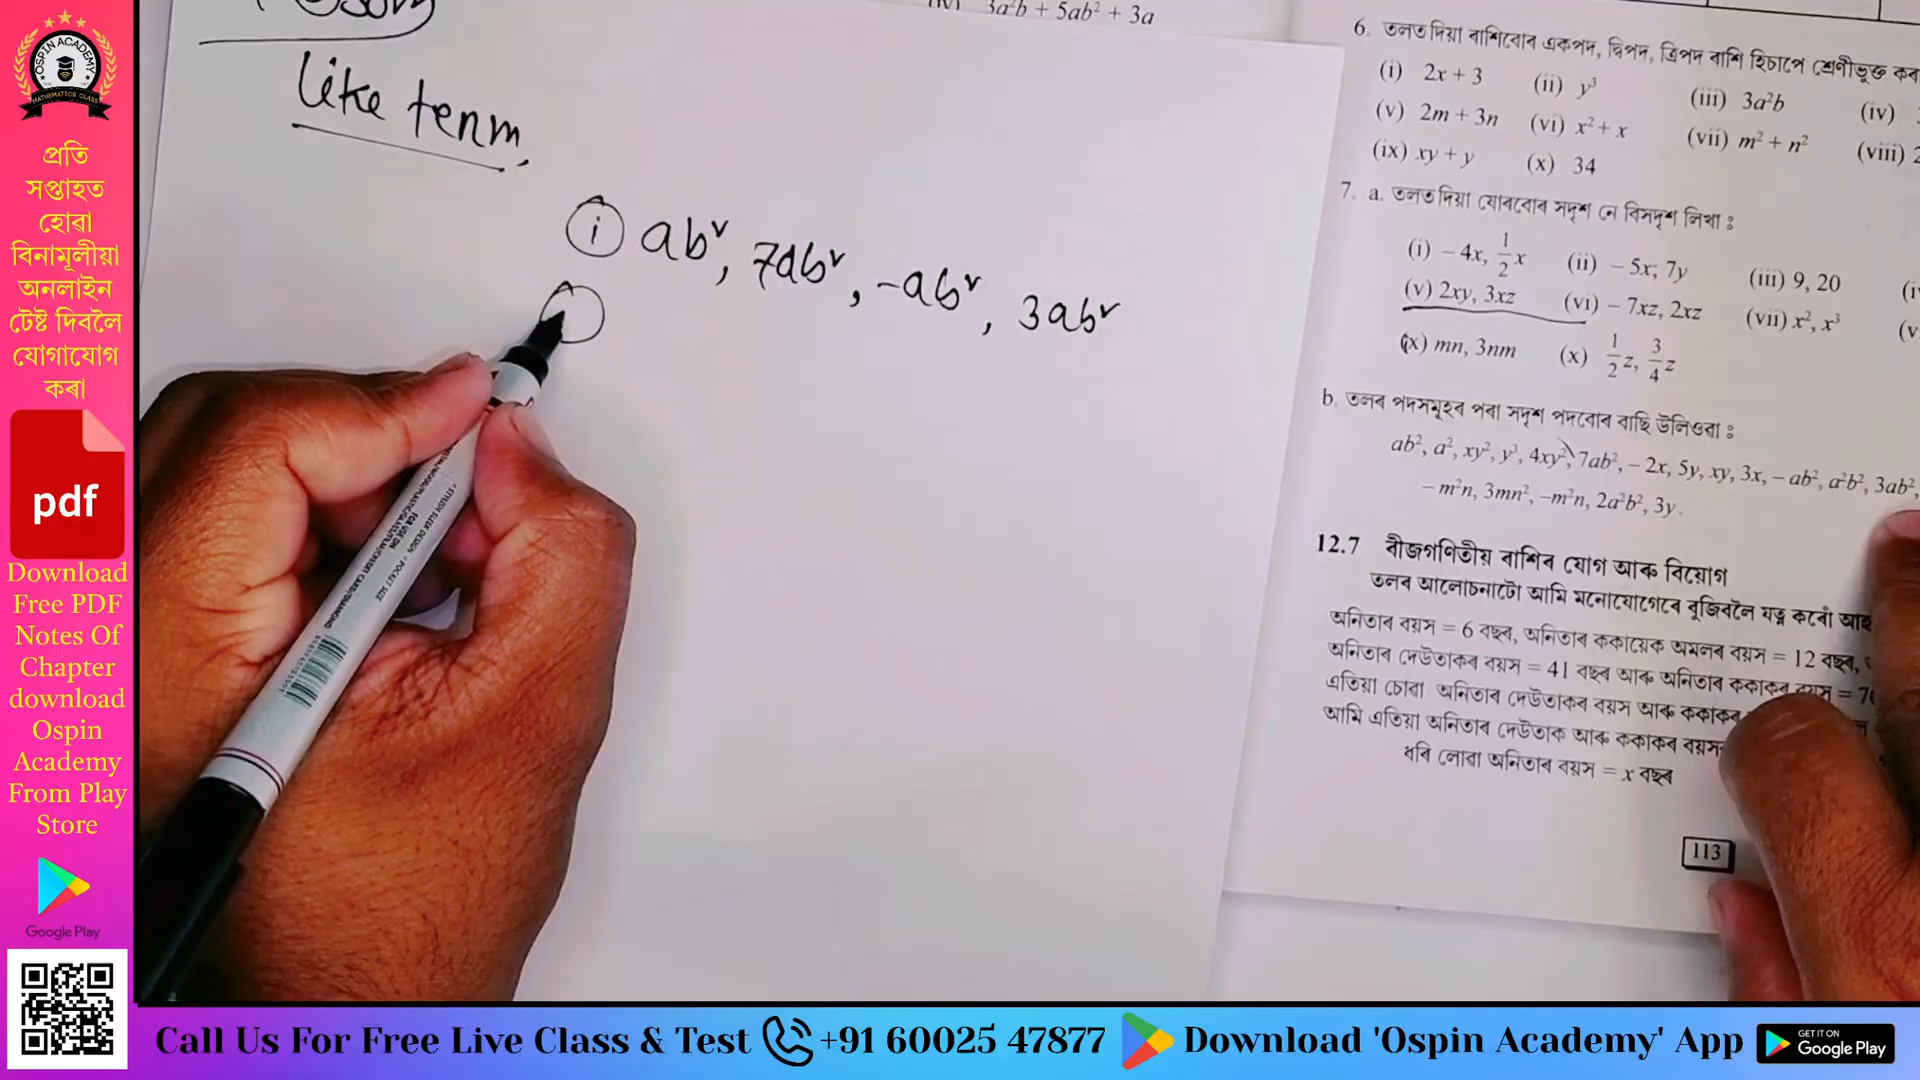 OSPIN ACADEMY
MATHEMATICS CLASS
প্ৰতি
সপ্তাহত
হোৱা
বিনামূলীয়া
অনলাইন
টেষ্ট দিবলৈ
যোগাযোগ
কৰা
pdf
Download
Free PDF
Notes Of
Chapter
download
Ospin
Academy
From Play
Store
Google Play
like term,
(i) ab², 7ab², -ab², 3ab²
(iv) 3a²b + 5ab² + 3a
6. তলত দিয়া ৰাশিবোৰ একপদ, দ্বিপদ, ত্ৰিপদ ৰাশি হিচাপে শ্ৰেণীভুক্ত কৰা
(i) 2x + 3 (ii) y³ (iii) 3a²b (iv)
(v) 2m + 3n (vi) x² + x (vii) m² + n² (viii) 2
(ix) xy + y (x) 34
7. a. তলত দিয়া যোৰবোৰ সদৃশ নে বিসদৃশ লিখা :
(i) – 4x, 1/2 x (ii) – 5x, 7y (iii) 9, 20
(v) 2xy, 3xz (vi) – 7xz, 2xz (vii) x², x³
(ix) mn, 3nm (x) 1/2 z, 3/4 z
b. তলৰ পদসমূহৰ পৰা সদৃশ পদবোৰ বাছি উলিওৱা :
ab², a², xy², y³, 4xy², 7ab², – 2x, 5y, xy, 3x, – ab², a²b², 3ab²,
– m²n, 3mn², –m²n, 2a²b², 3y.
12.7 বীজগণিতীয় ৰাশিৰ যোগ আৰু বিয়োগ
তলৰ আলোচনাটো আমি মনোযোগেৰে বুজিবলৈ যত্ন কৰোঁ আহ
অনিতাৰ বয়স = 6 বছৰ, অনিতাৰ ককায়েক অমলৰ বয়স = 12 বছৰ,
অনিতাৰ দেউতাকৰ বয়স = 41 বছৰ আৰু অনিতাৰ ককাকৰ বয়স = 7
এতিয়া চোৱা অনিতাৰ দেউতাকৰ বয়স আৰু ককাকৰ
আমি এতিয়া অনিতাৰ দেউতাক আৰু ককাকৰ বয়স
ধৰি লোৱা অনিতাৰ বয়স = x বছৰ
113
Call Us For Free Live Class & Test +91 60025 47877 Download 'Ospin Academy' App GET IT ON Google Play